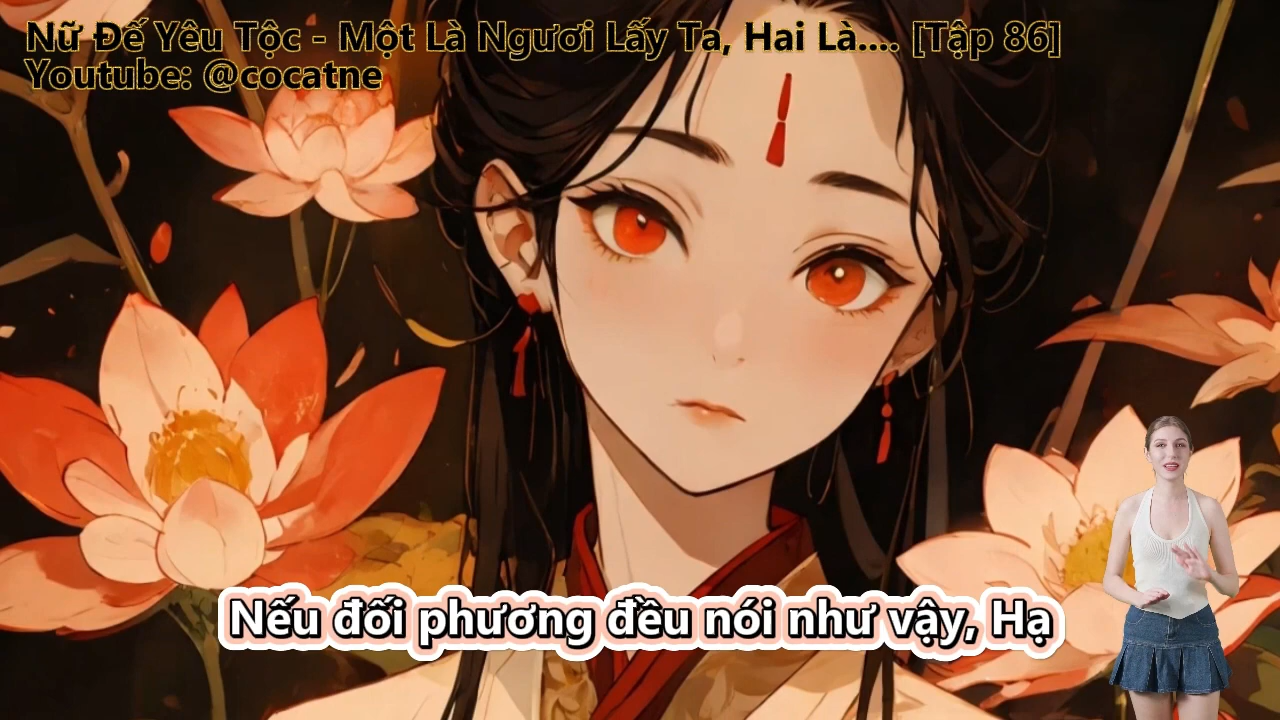 Nữ Đế Yêu Tộc - Một Là Ngươi Lấy Ta, Hai Là.... [Tập 86]
Youtube: @cocatne
Nếu đối phương đều nói như vậy, Hạ